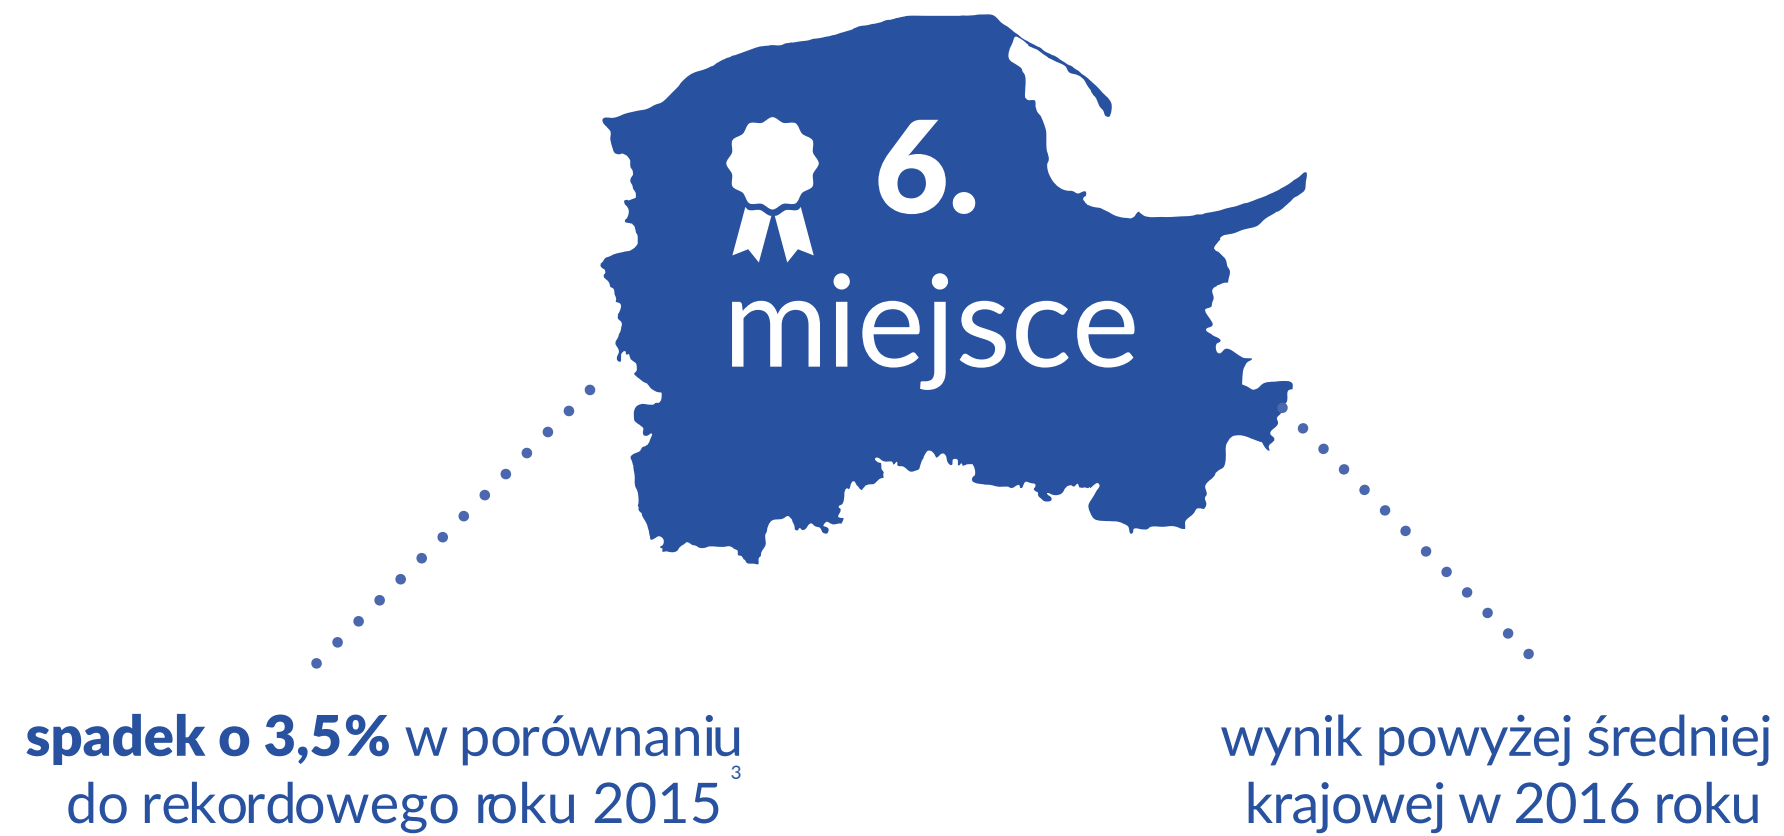 6.
miejsce
spadek o 3,5% w porównaniu
do rekordowego roku 2015 3
wynik powyżej średniej
krajowej w 2016 roku